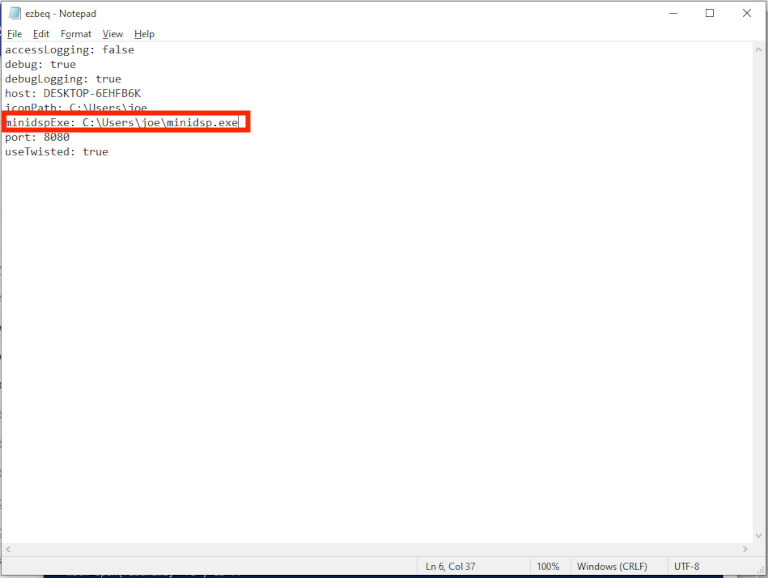 ezbeq - Notepad
File Edit Format View Help
accessLogging: false
debug: true
debugLogging: true
host: DESKTOP-6EHFB6K
iconPath: C:\Users\joe
minidspExe: C:\Users\joe\minidsp.exe
port: 8080
useTwisted: true
Ln 6, Col 37 100% Windows (CRLF) UTF-8